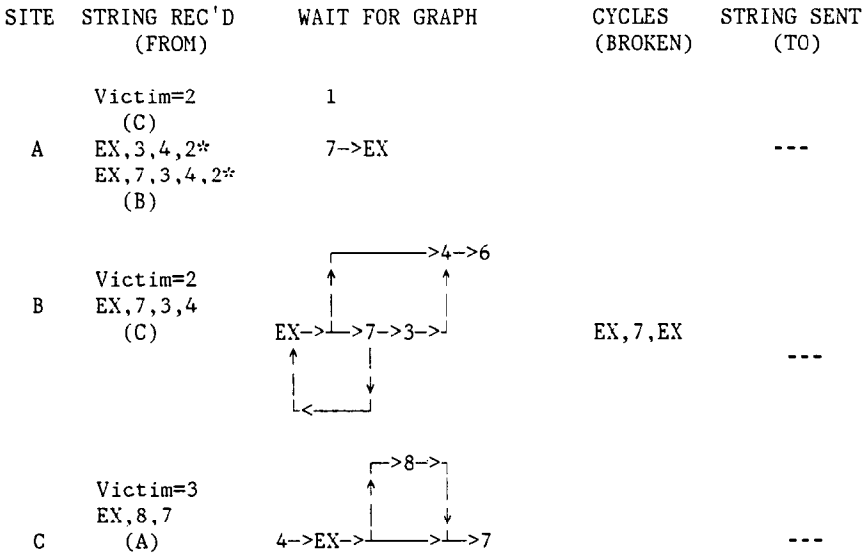 SITE STRING REC'D WAIT FOR GRAPH CYCLES STRING SENT
(FROM) (BROKEN) (TO)
Victim=2 1
(C)
A EX,3,4,2* 7->EX ---
EX,7,3,4,2*
(B)
>4->6
Victim=2
B EX,7,3,4
(C) EX-> >7->3-> EX,7,EX
---
<
->8->
Victim=3
EX,8,7
C (A) 4->EX-> >7 ---